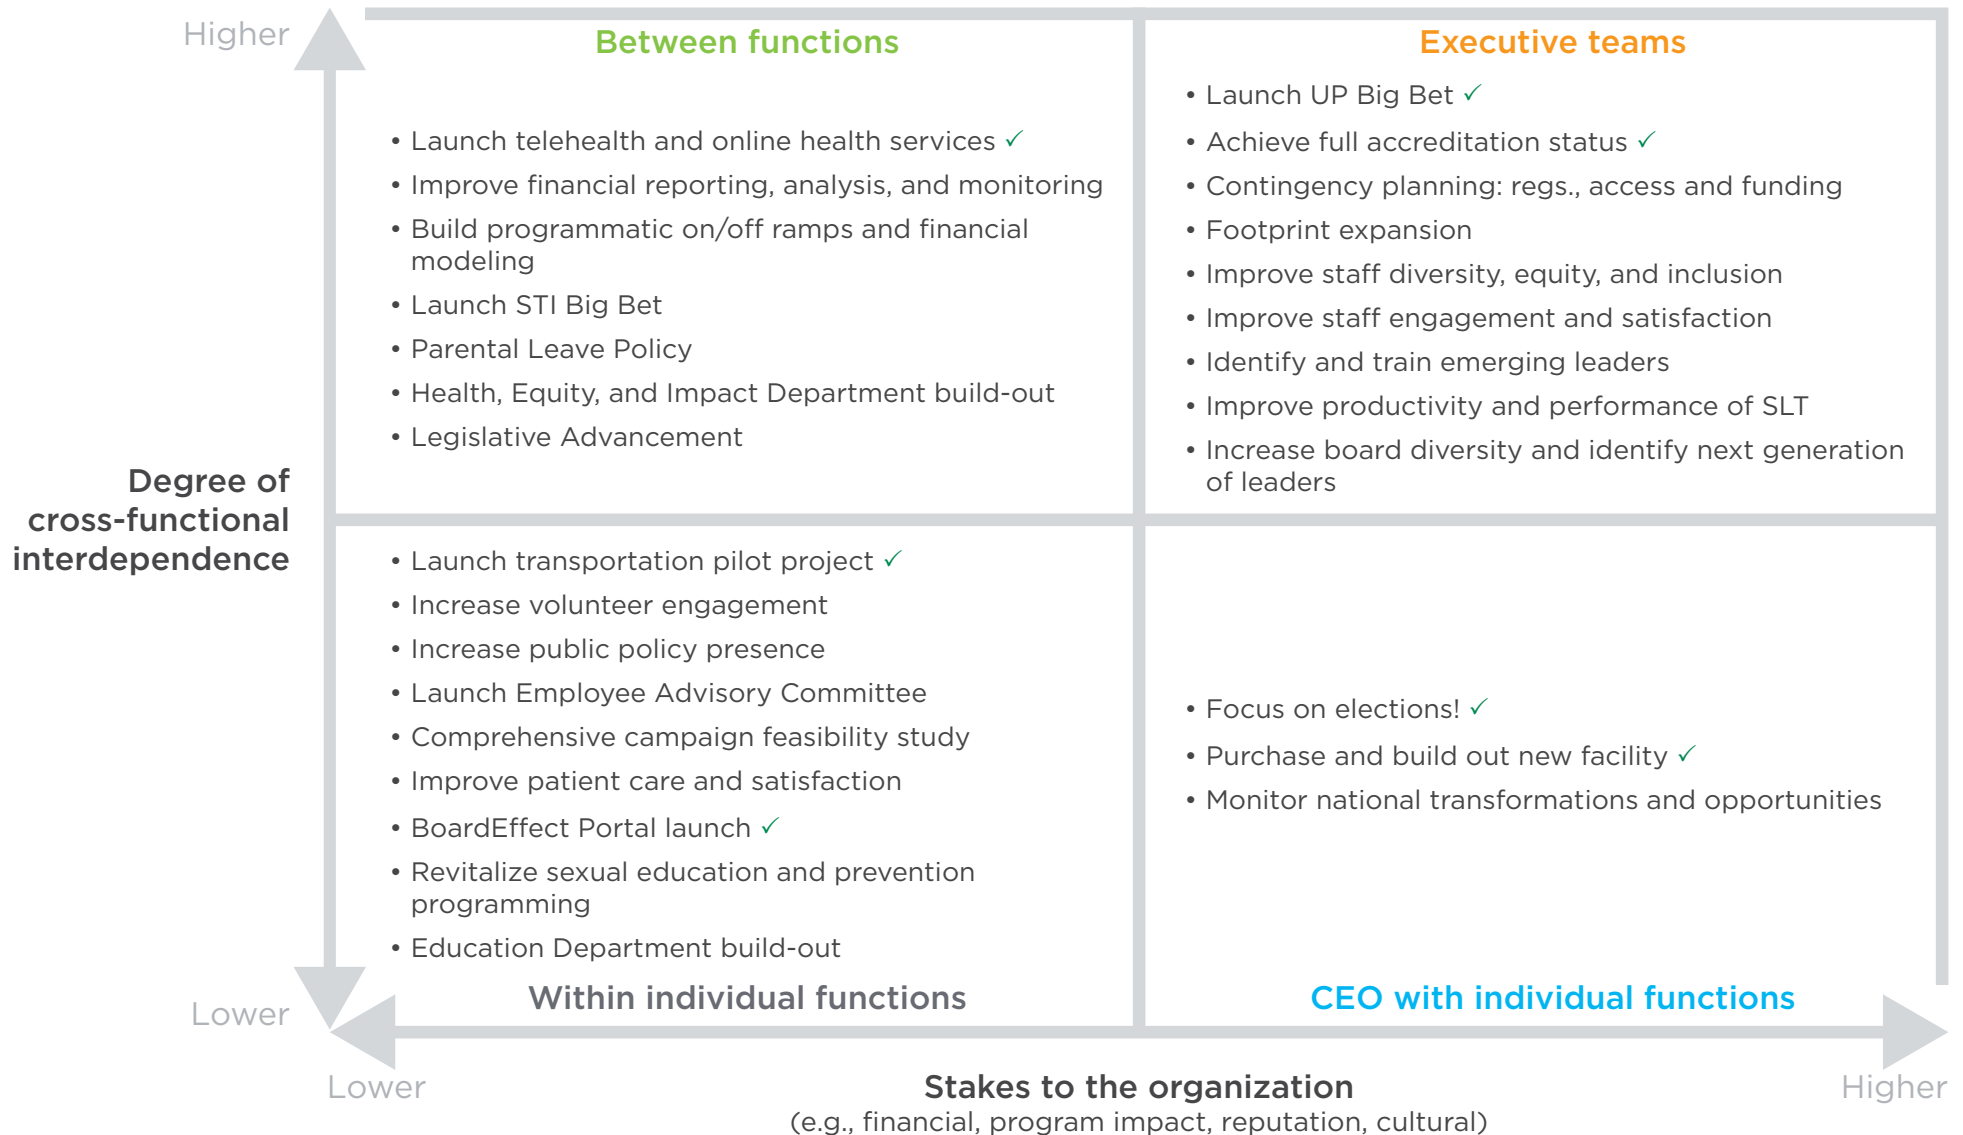 Higher
Between functions
• Launch telehealth and online health services ✓
• Improve financial reporting, analysis, and monitoring
• Build programmatic on/off ramps and financial
modeling
• Launch STI Big Bet
• Parental Leave Policy
• Health, Equity, and Impact Department build-out
• Legislative Advancement
Executive teams
• Launch UP Big Bet ✓
• Achieve full accreditation status ✓
• Contingency planning: regs., access and funding
• Footprint expansion
• Improve staff diversity, equity, and inclusion
• Improve staff engagement and satisfaction
• Identify and train emerging leaders
• Improve productivity and performance of SLT
• Increase board diversity and identify next generation
of leaders
Degree of
cross-functional
interdependence
• Launch transportation pilot project ✓
• Increase volunteer engagement
• Increase public policy presence
• Launch Employee Advisory Committee
• Comprehensive campaign feasibility study
• Improve patient care and satisfaction
• BoardEffect Portal launch ✓
• Revitalize sexual education and prevention
programming
• Education Department build-out
Within individual functions
• Focus on elections! ✓
• Purchase and build out new facility ✓
• Monitor national transformations and opportunities
CEO with individual functions
Lower
Lower
Stakes to the organization
(e.g., financial, program impact, reputation, cultural)
Higher